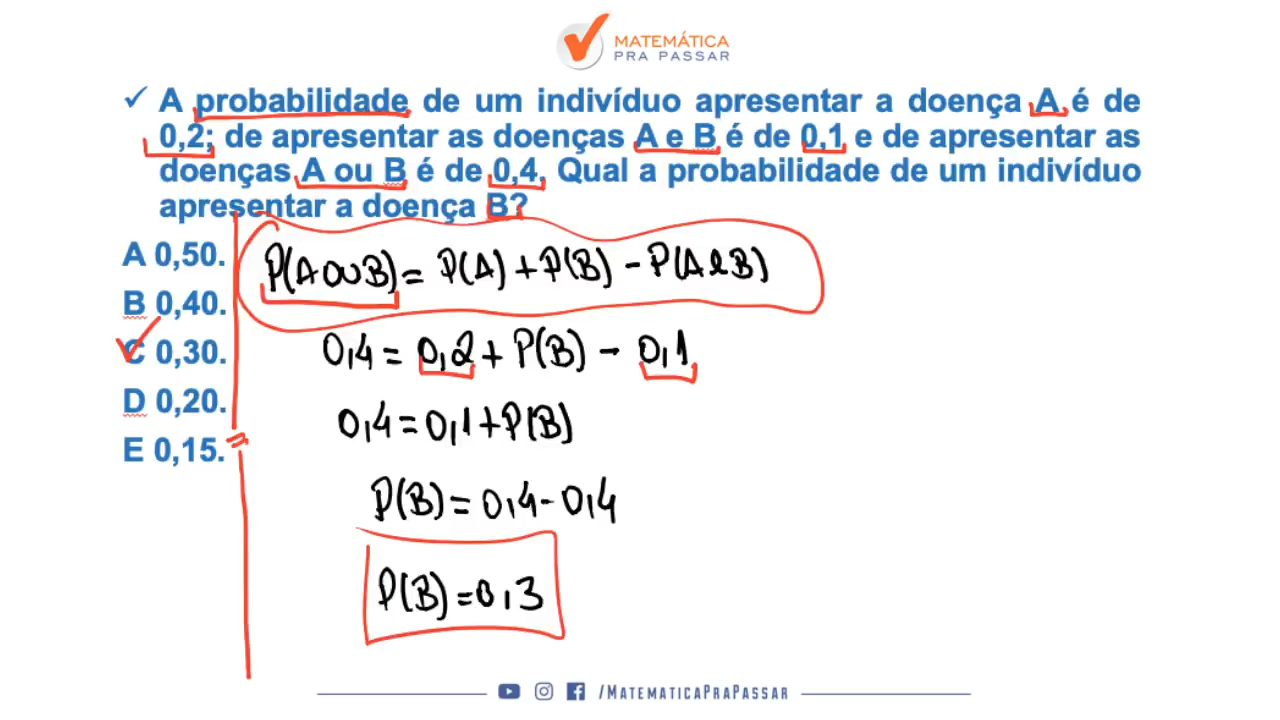 MATEMÁTICA
PRA PASSAR
✓ A probabilidade de um indivíduo apresentar a doença A é de
0,2; de apresentar as doenças A e B é de 0,1 e de apresentar as
doenças A ou B é de 0,4. Qual a probabilidade de um indivíduo
apresentar a doença B?
A 0,50.
B 0,40.
C 0,30.
D 0,20.
E 0,15.
P(A ou B) = P(A) + P(B) - P(A e B)
0,4 = 0,2 + P(B) - 0,1
0,4 = 0,1 + P(B)
P(B) = 0,4 - 0,4
P(B) = 0,3
/MatematicaPraPassar